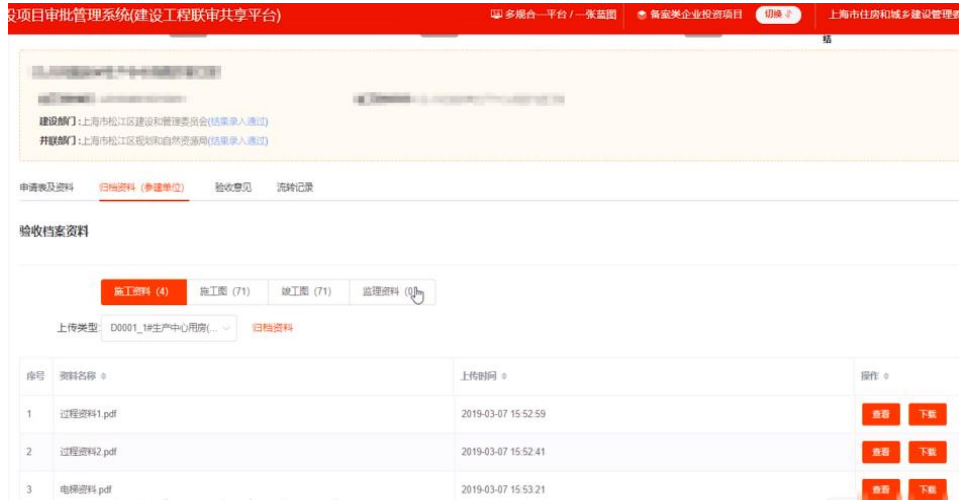 设项目审批管理系统(建设工程联审共享平台) 多规合一平台 / 一张蓝图 备案类企业投资项目 切换 上海市住房和城乡建设管理委
结
建设部门:上海市松江区建设和管理委员会(结果录入通过)
并联部门:上海市松江区规划和自然资源局(结果录入通过)
申请表及资料 归档资料(参建单位) 验收意见 流转记录
验收档案资料
施工资料 (4) 施工图 (71) 竣工图 (71) 监理资料
上传类型: D0001_1#生产中心用房(... 归档资料
序号 资料名称 上传时间 操作
1 过程资料1.pdf 2019-03-07 15:52:59 查看 下载
2 过程资料2.pdf 2019-03-07 15:52:41 查看 下载
3 电梯资料.pdf 2019-03-07 15:53:21 查看 下载